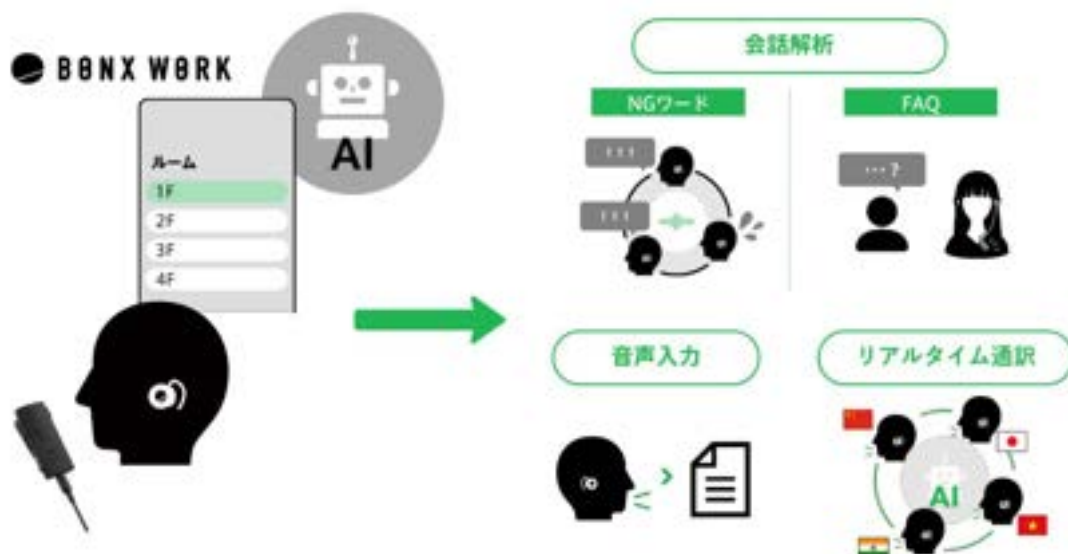 BONX WORK
AI
ルーム
1F
2F
3F
4F
会話解析
NGワード
FAQ
!!!
!!!
…?
音声入力
リアルタイム通訳
AI